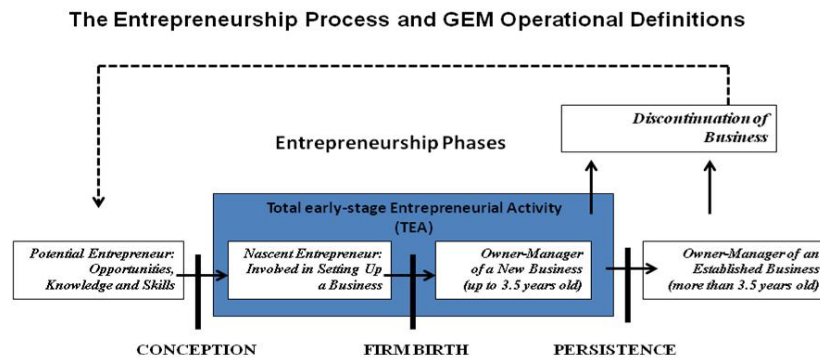 The Entrepreneurship Process and GEM Operational Definitions
Discontinuation of
Business
Entrepreneurship Phases
Total early-stage Entrepreneurial Activity
(TEA)
Potential Entrepreneur:
Opportunities,
Knowledge and Skills
Nascent Entrepreneur:
Involved in Setting Up
a Business
Owner-Manager
of a New Business
(up to 3.5 years old)
Owner-Manager of an
Established Business
(more than 3.5 years old)
CONCEPTION
FIRM BIRTH
PERSISTENCE